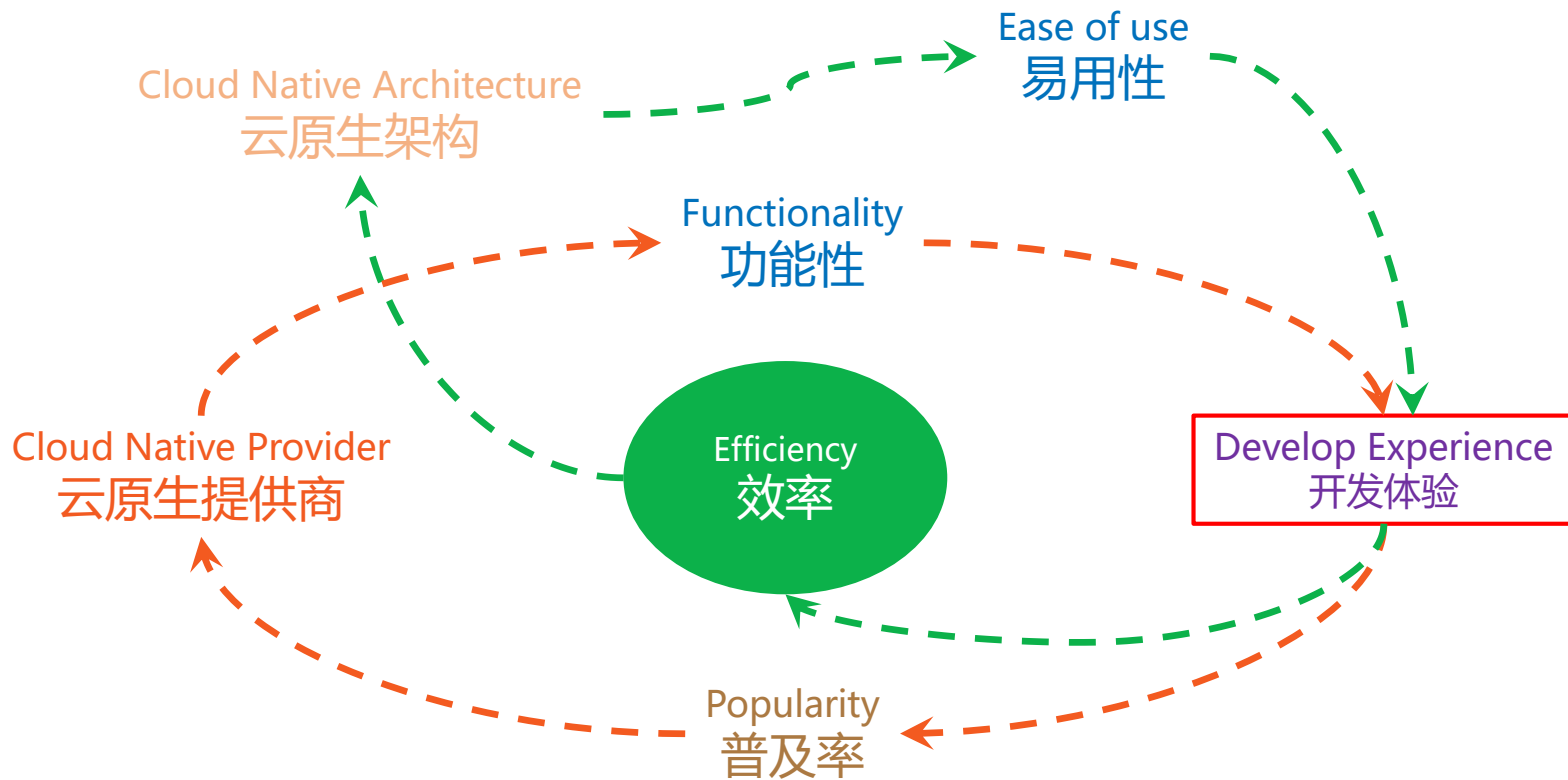 Ease of use
易用性
Cloud Native Architecture
云原生架构
Functionality
功能性
Cloud Native Provider
云原生提供商
Efficiency
效率
Develop Experience
开发体验
Popularity
普及率